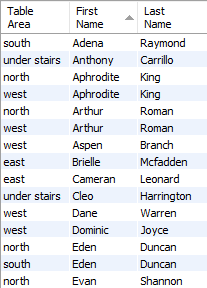 Table Area First Name Last Name
south Adena Raymond
under stairs Anthony Carrillo
north Aphrodite King
west Aphrodite King
north Arthur Roman
west Arthur Roman
west Aspen Branch
east Brielle Mcfadden
east Cameran Leonard
under stairs Cleo Harrington
west Dane Warren
west Dominic Joyce
north Eden Duncan
south Eden Duncan
north Evan Shannon